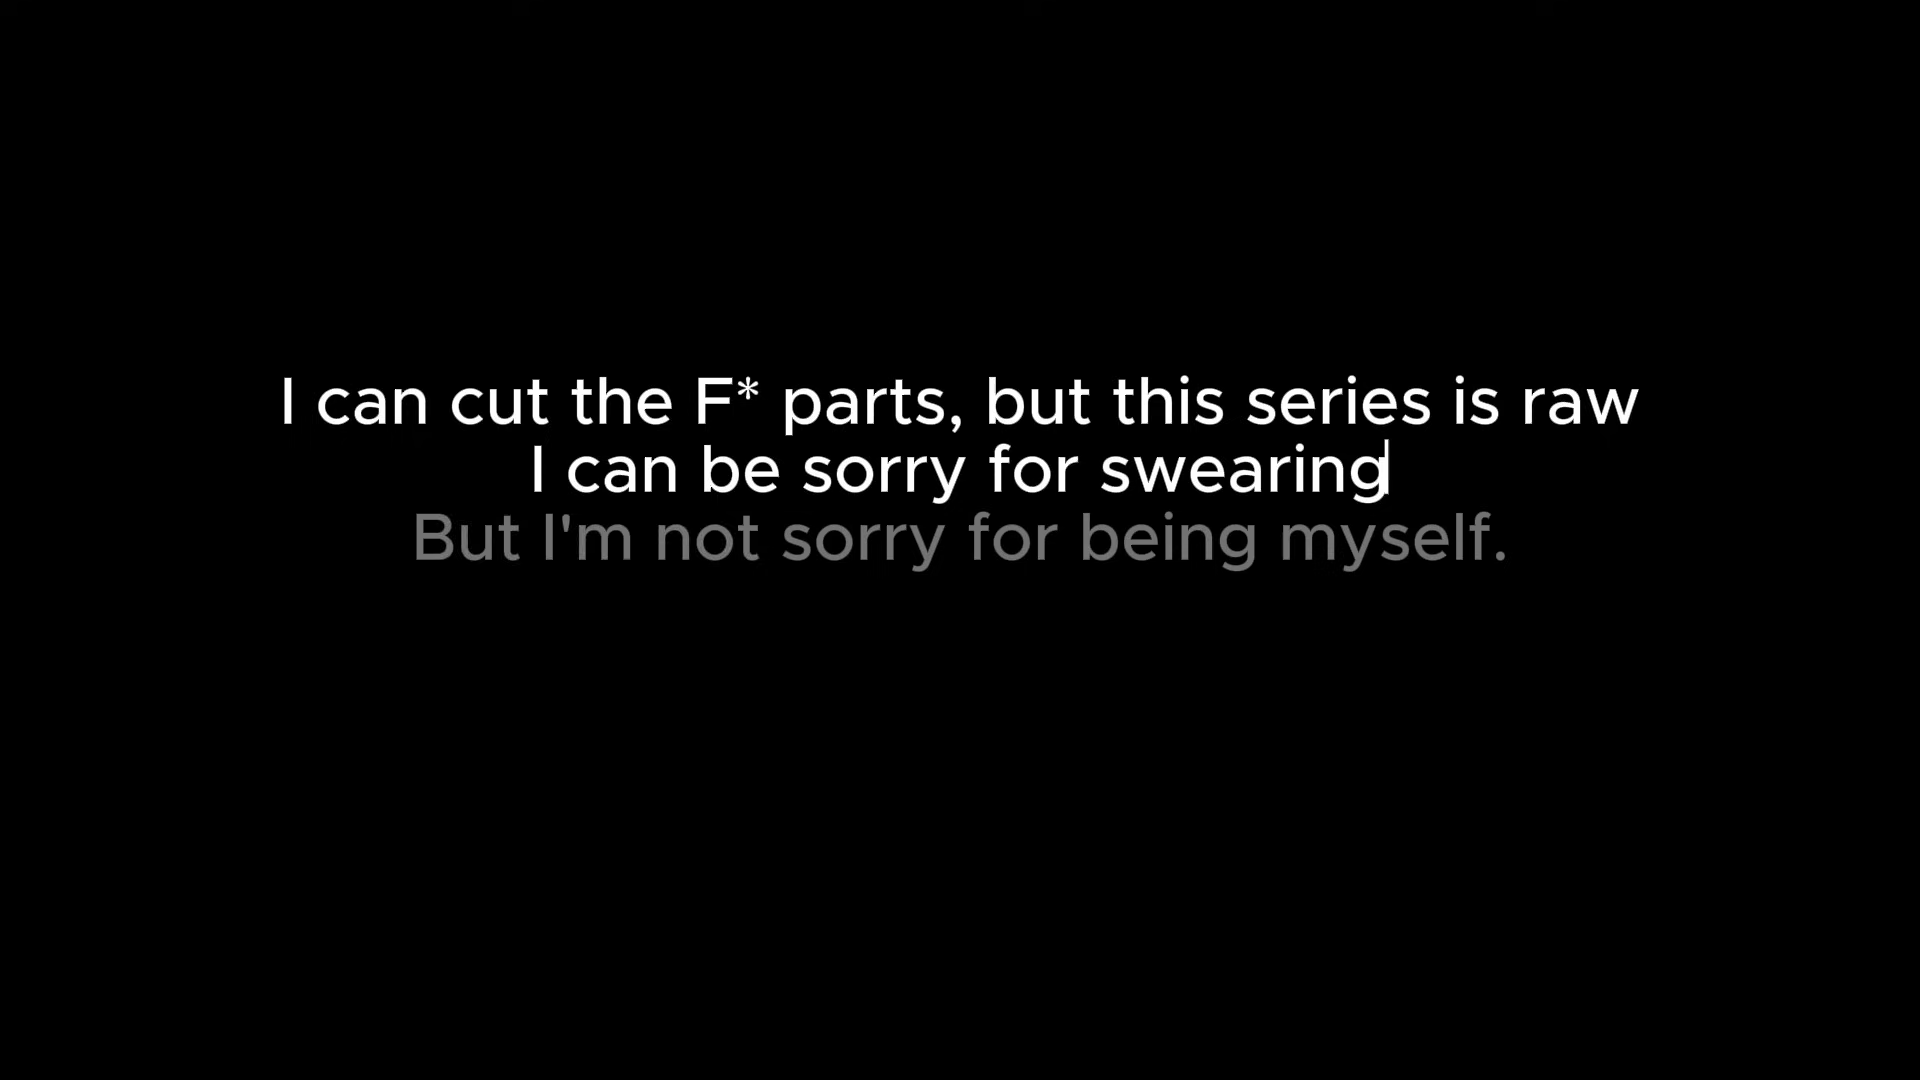 I can cut the F* parts, but this series is raw
I can be sorry for swearing
But I'm not sorry for being myself.